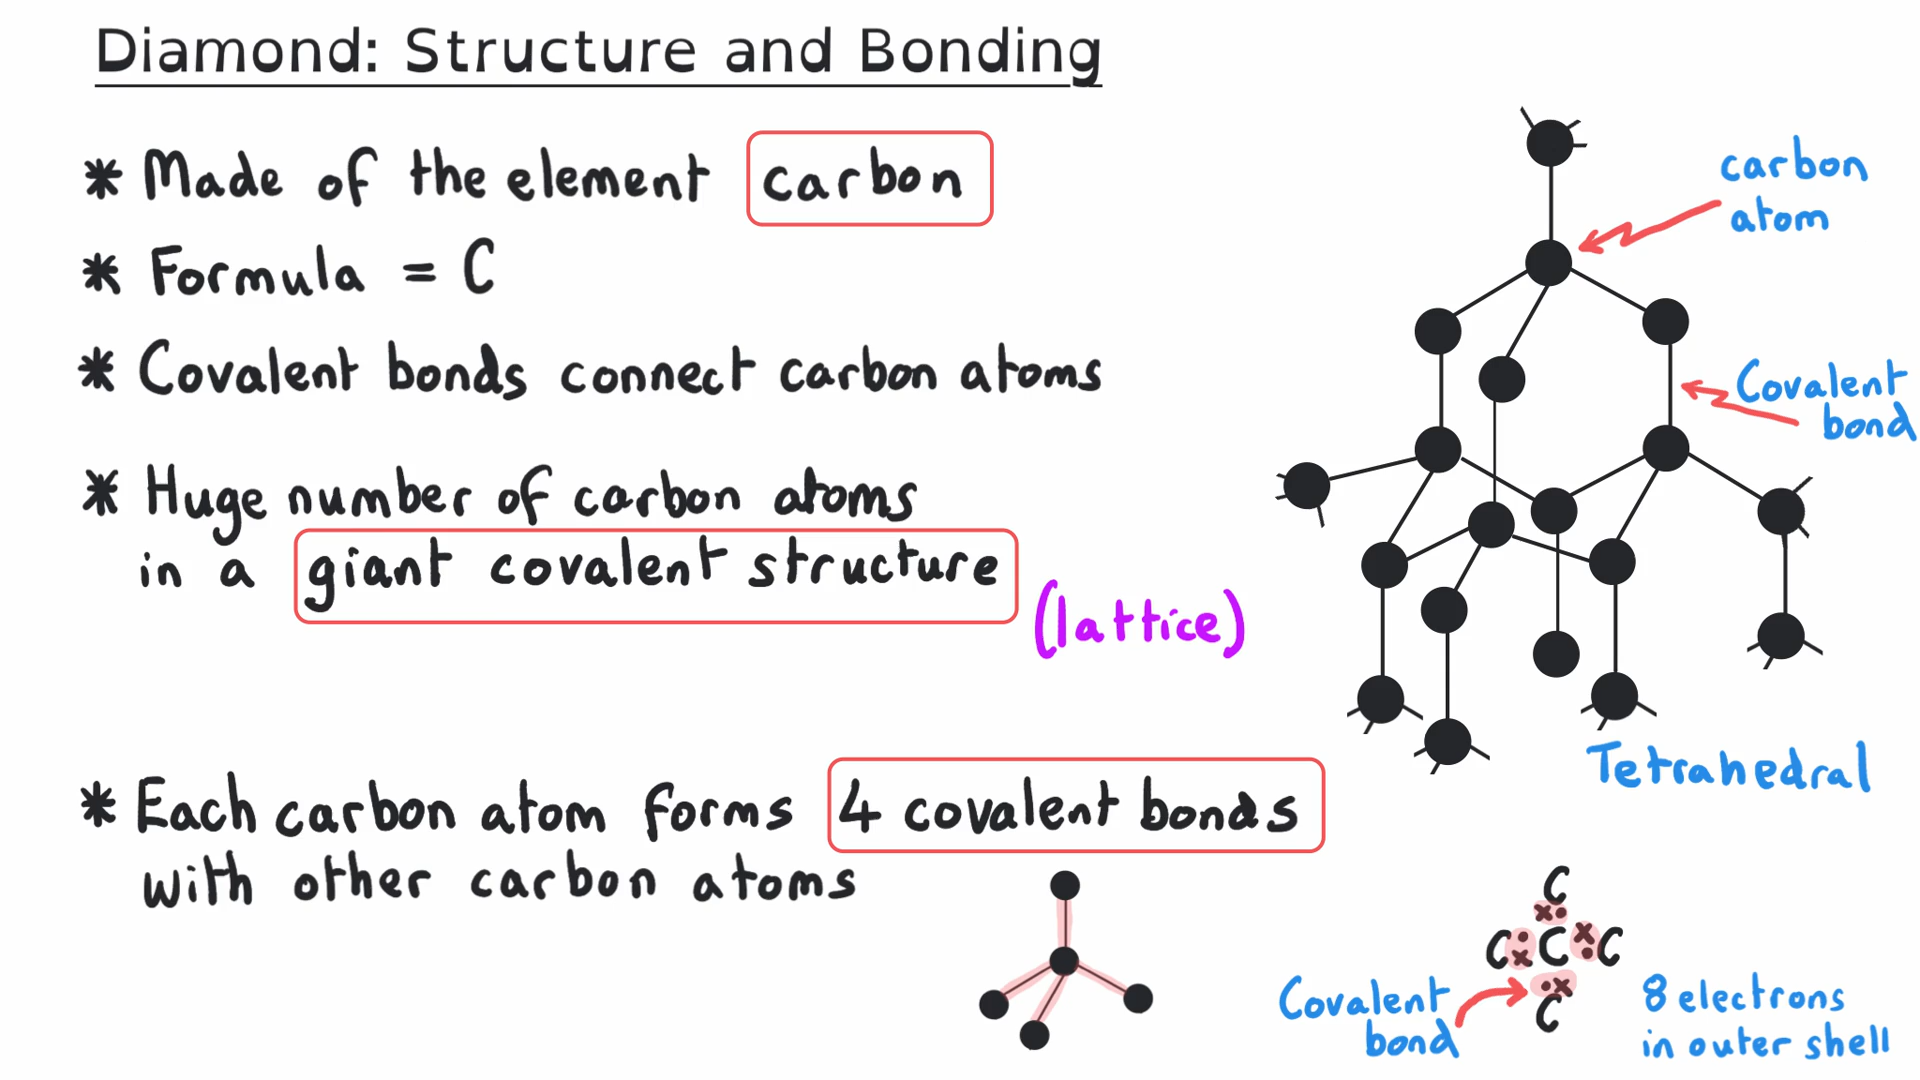 Diamond: Structure and Bonding
* Made of the element carbon
* Formula = C
* Covalent bonds connect carbon atoms
* Huge number of carbon atoms
in a giant covalent structure
(lattice)
* Each carbon atom forms 4 covalent bonds
with other carbon atoms
carbon
atom
Covalent
bond
Tetrahedral
C
C C C
C
Covalent
bond
8 electrons
in outer shell